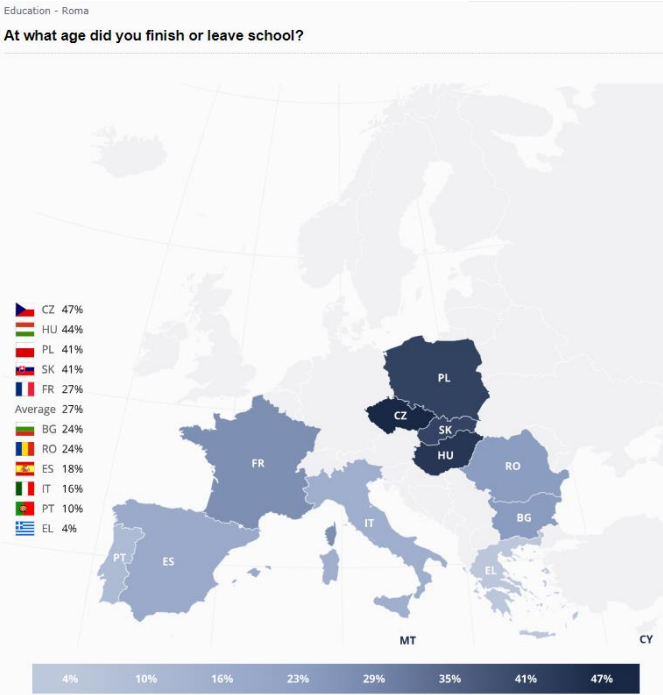 Education - Roma
At what age did you finish or leave school?
CZ 47%
HU 44%
PL 41%
SK 41%
FR 27%
Average 27%
BG 24%
RO 24%
ES 18%
IT 16%
PT 10%
EL 4%
PL
CZ
SK
HU
FR
RO
BG
IT
PT
ES
EL
MT
CY
4% 10% 16% 23% 29% 35% 41% 47%